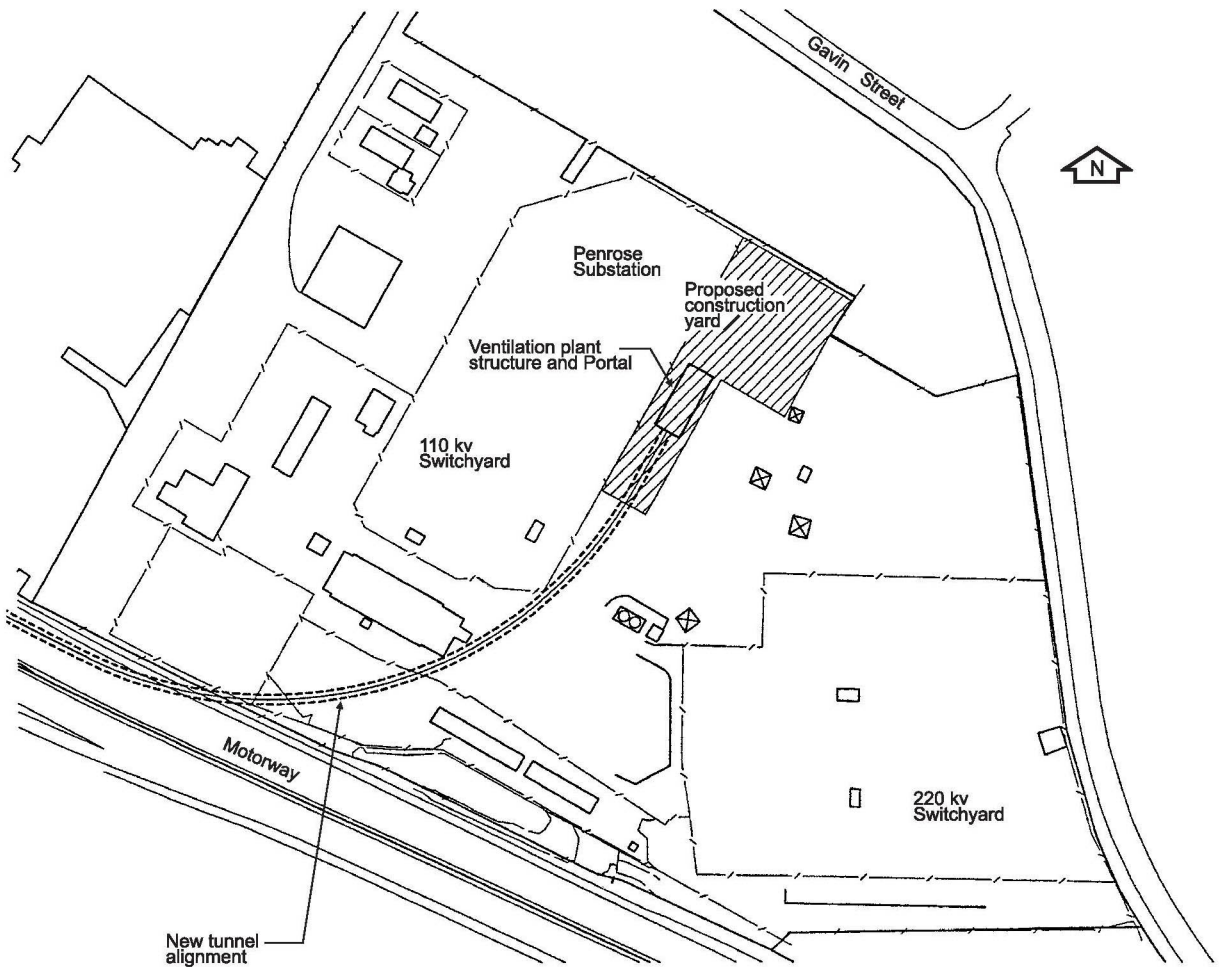 Gavin Street
N
Penrose
Substation
Proposed
construction
yard
Ventilation plant
structure and Portal
110 kv
Switchyard
Motorway
220 kv
Switchyard
New tunnel
alignment